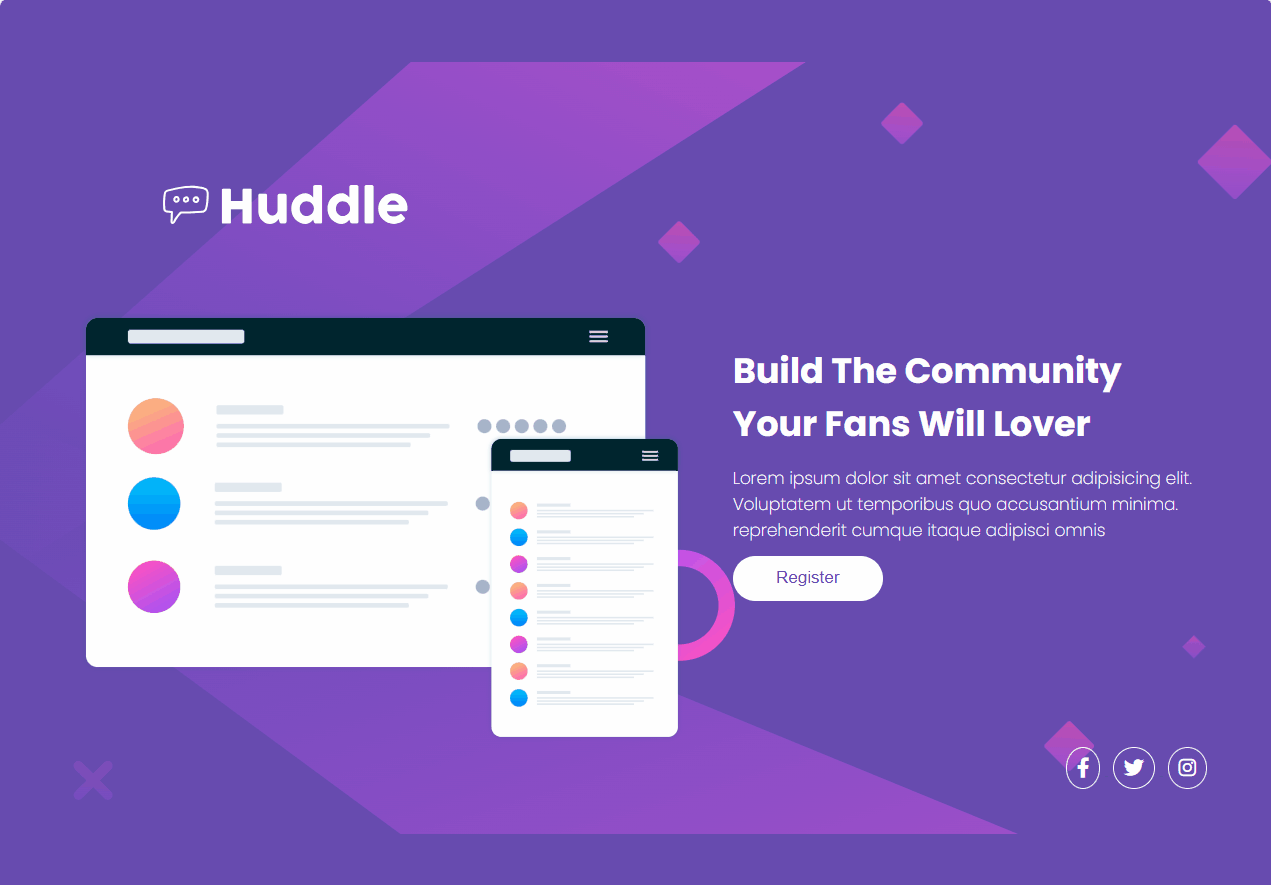 Huddle
Build The Community
Your Fans Will Lover
Lorem ipsum dolor sit amet consectetur adipisicing elit.
Voluptatem ut temporibus quo accusantium minima.
reprehenderit cumque itaque adipisci omnis
Register